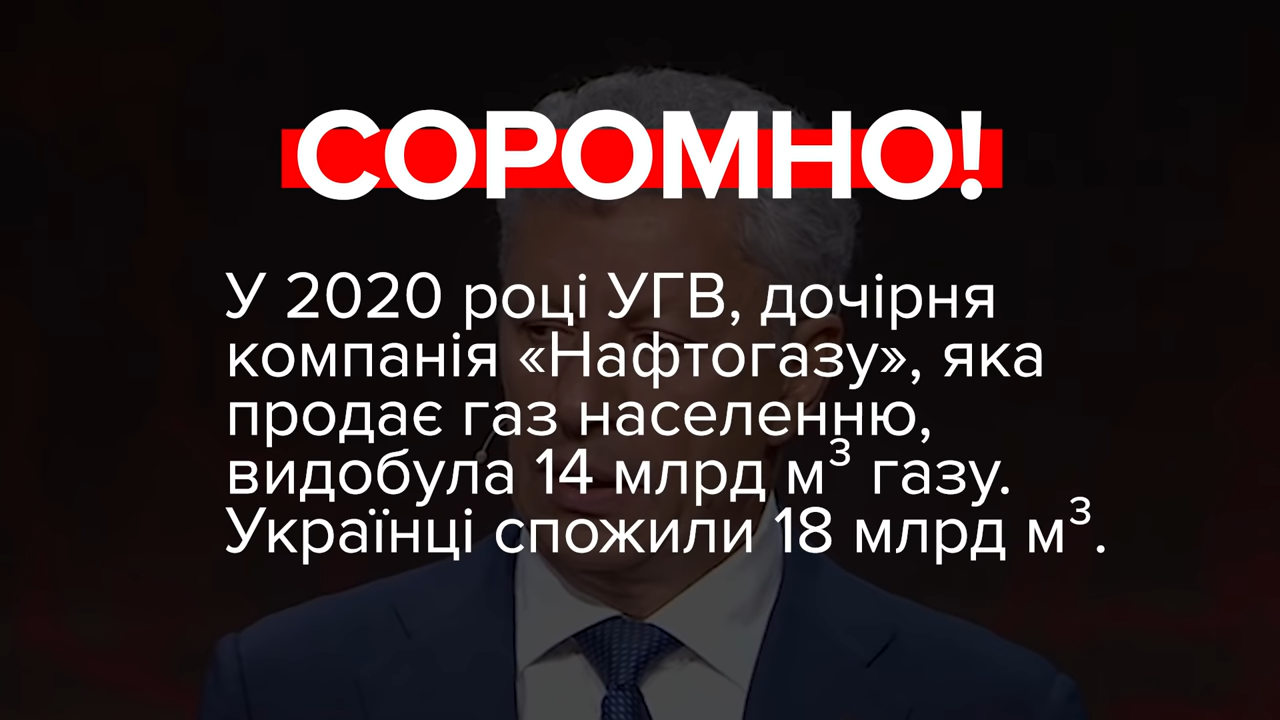 СОРОМНО!
У 2020 році УГВ, дочірня
компанія «Нафтогазу», яка
продає газ населенню,
видобула 14 млрд м³ газу.
Українці спожили 18 млрд м³.